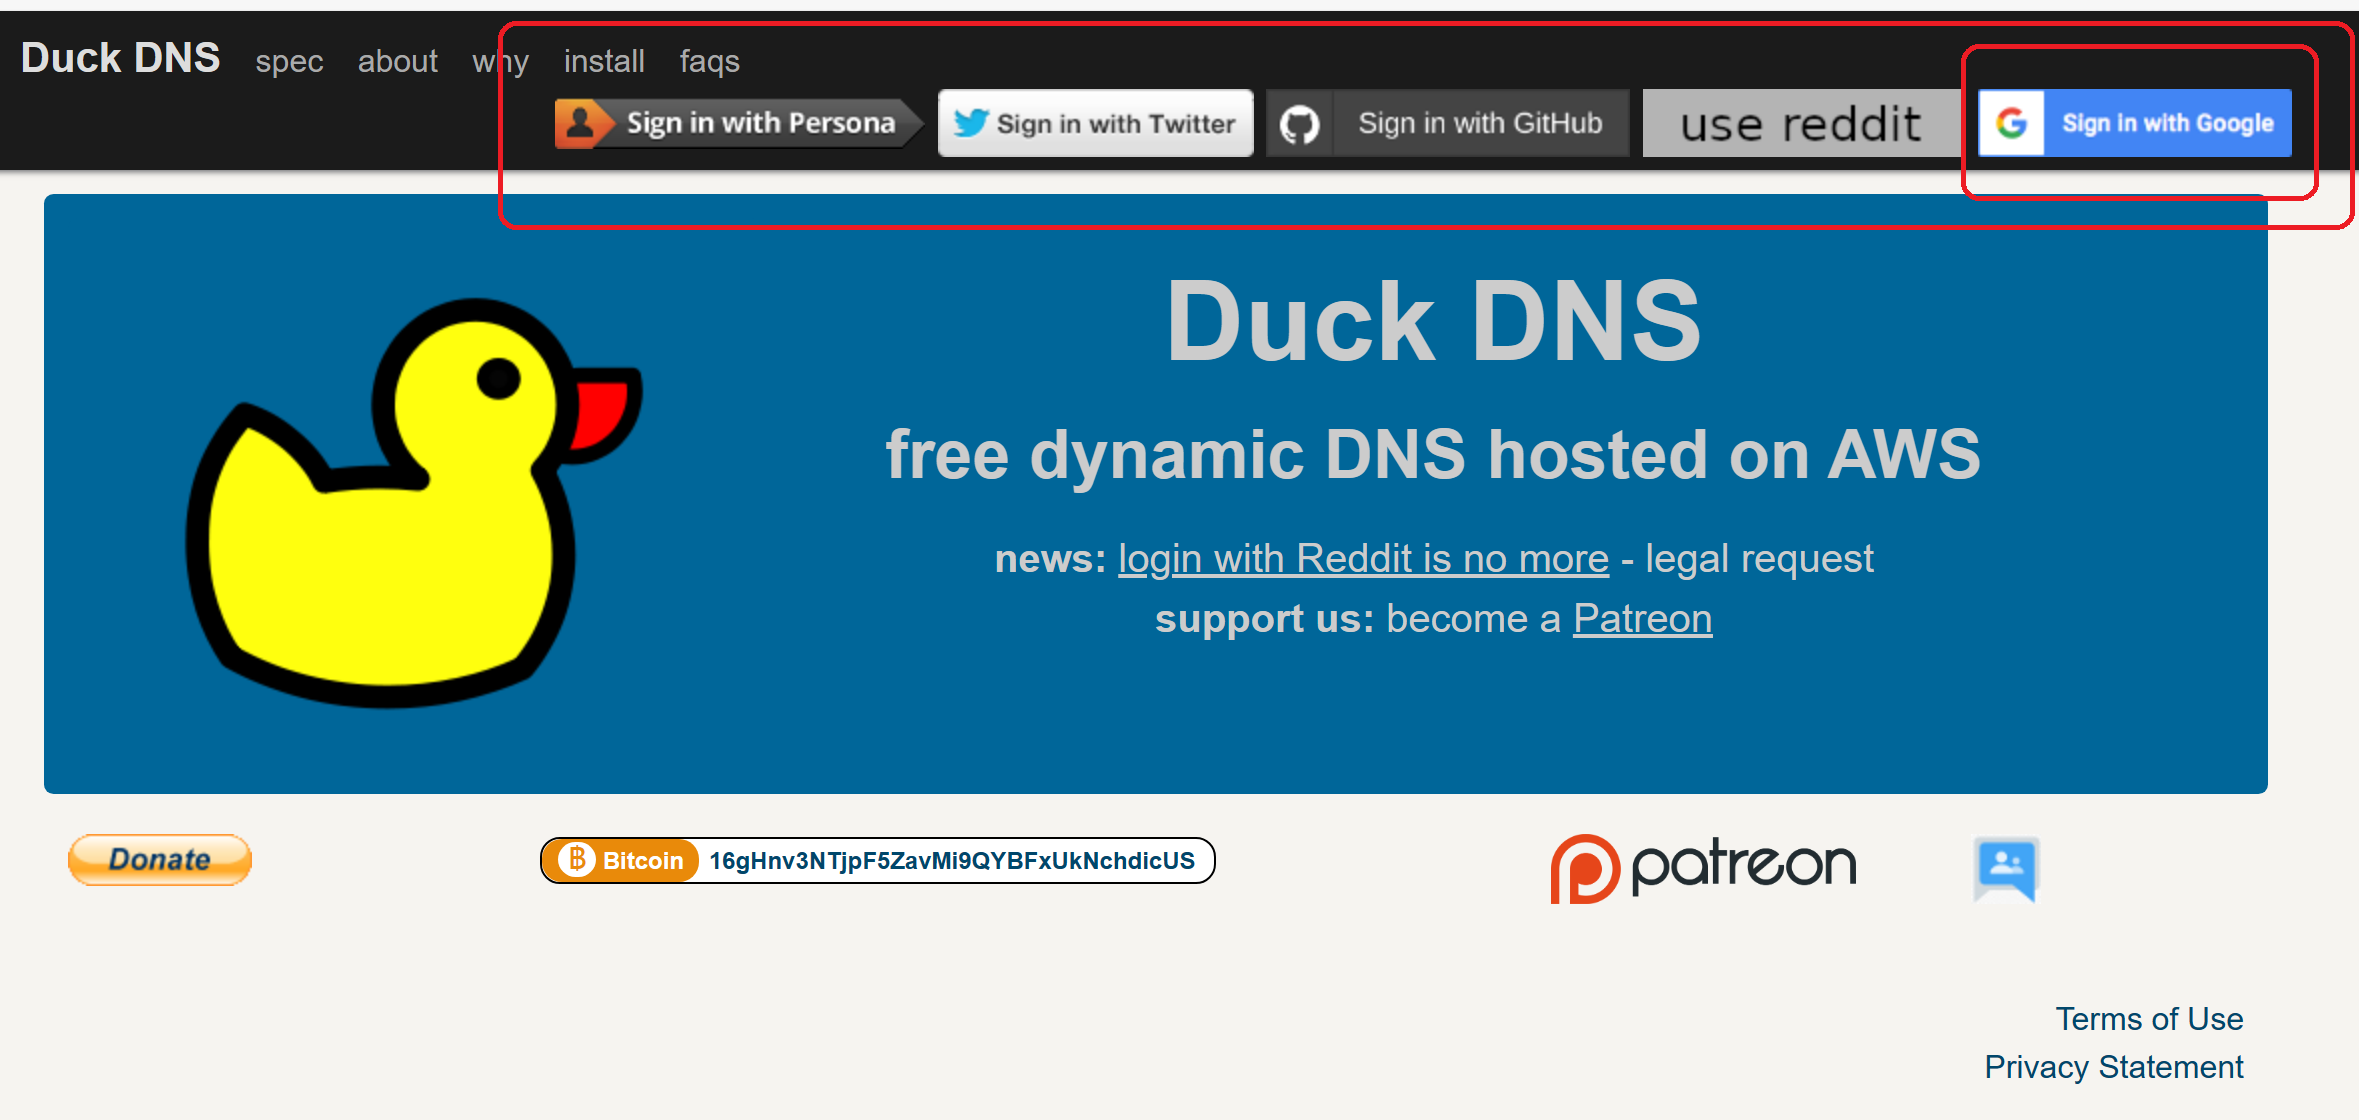 Duck DNS spec about why install faqs
Sign in with Persona Sign in with Twitter Sign in with GitHub use reddit G Sign in with Google
Duck DNS
free dynamic DNS hosted on AWS
news: login with Reddit is no more - legal request
support us: become a Patreon
Donate Bitcoin 16gHnv3NTjpF5ZavMi9QYBFxUkNchdicUS patreon
Terms of Use
Privacy Statement